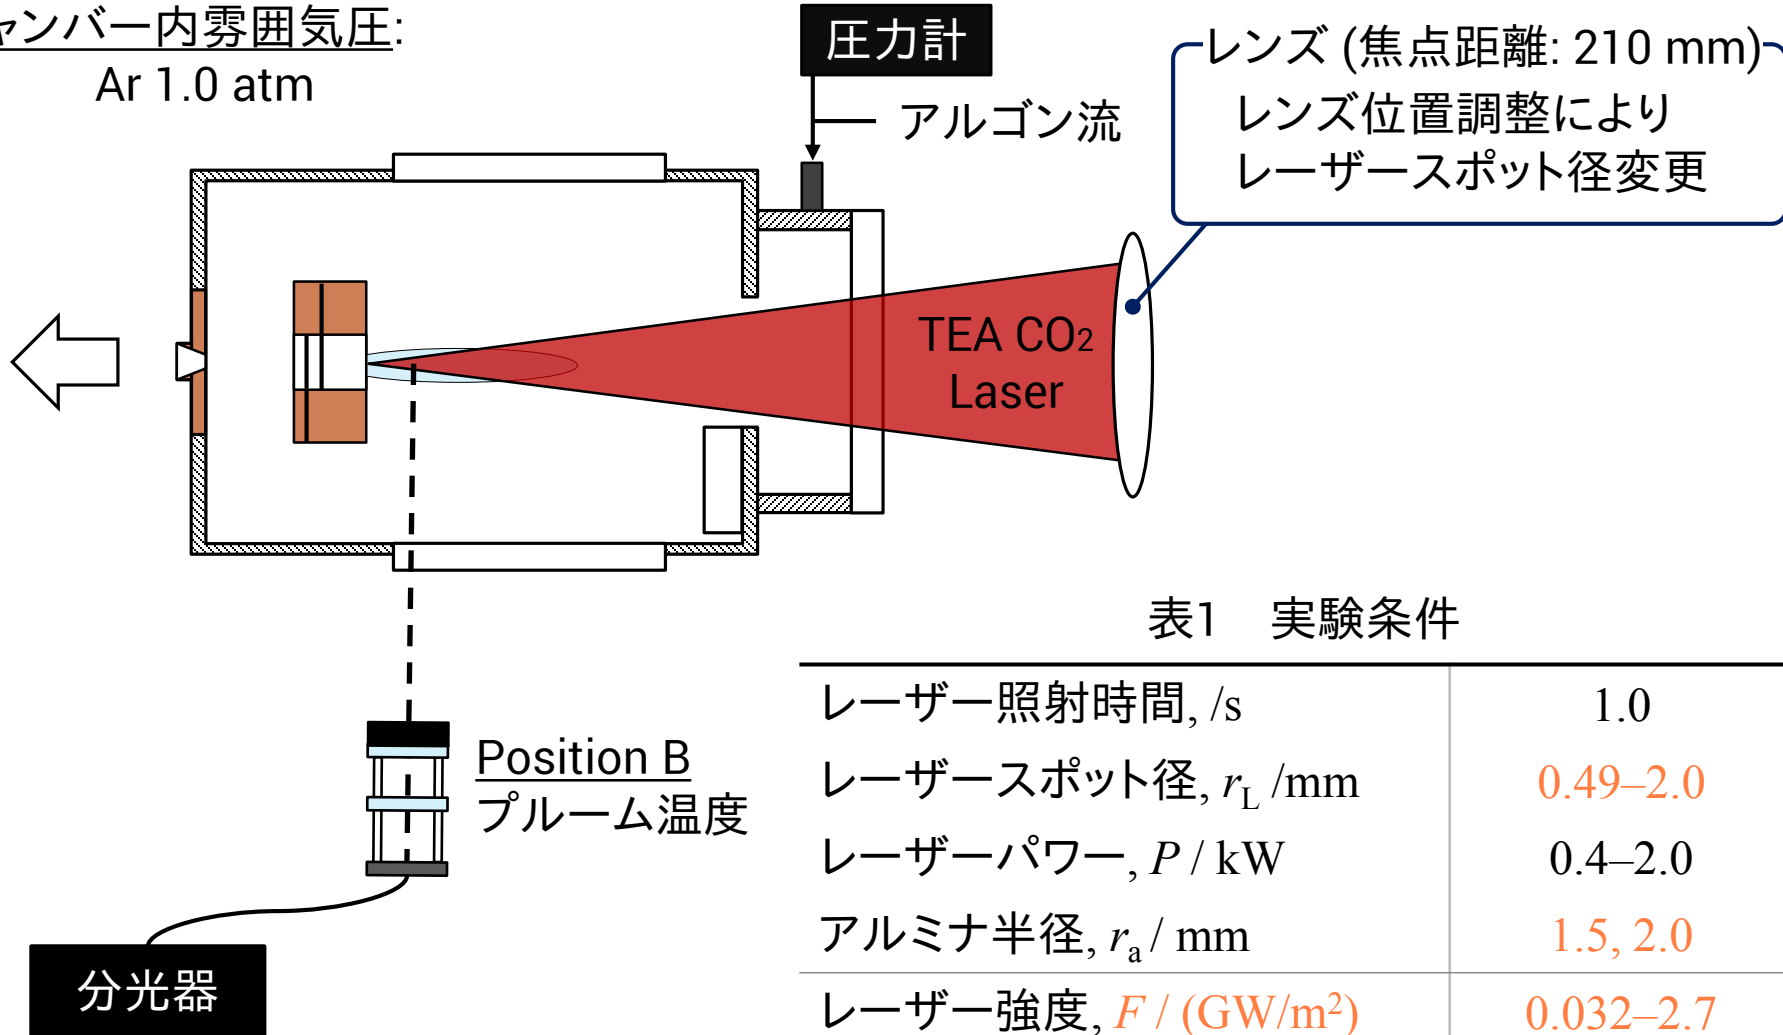 ャンバー内雰囲気圧:
Ar 1.0 atm
圧力計
アルゴン流
レンズ (焦点距離: 210 mm)
レンズ位置調整により
レーザースポット径変更
TEA CO₂
Laser
Position B
プルーム温度
分光器
表1 実験条件
レーザー照射時間, /s 1.0
レーザースポット径, r_L /mm 0.49–2.0
レーザーパワー, P / kW 0.4–2.0
アルミナ半径, r_a / mm 1.5, 2.0
レーザー強度, F / (GW/m²) 0.032–2.7